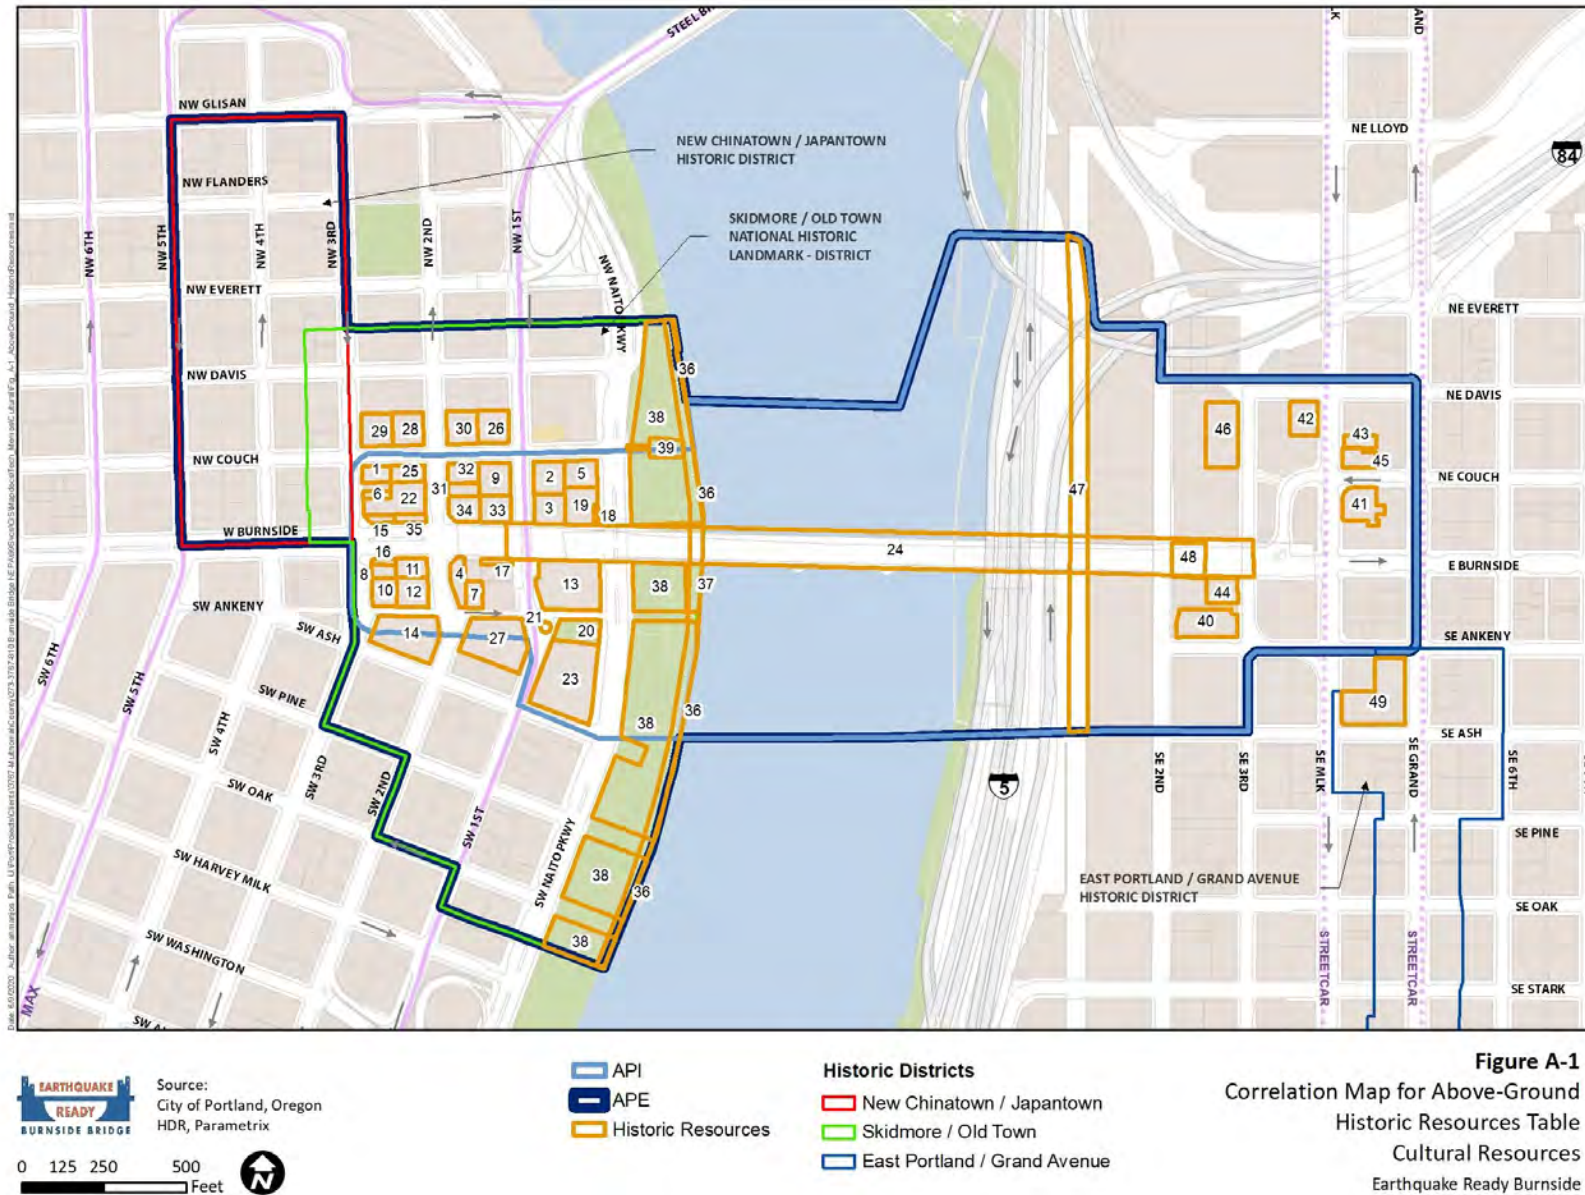 STEEL
NW GLISAN
NE LLOYD
84
NEW CHINATOWN / JAPANTOWN
HISTORIC DISTRICT
NW FLANDERS
NW 6TH
NW 5TH
NW 4TH
NW 3RD
NW 2ND
NW 1ST
SKIDMORE / OLD TOWN
NATIONAL HISTORIC
LANDMARK - DISTRICT
NW NAITO PKWY
NW EVERETT
NE EVERETT
NW DAVIS
NE DAVIS
36
38
39
29
28
30
26
46
42
43
45
NW COUCH
NE COUCH
1
25
32
9
2
5
6
22
31
34
33
3
19
18
36
47
41
W BURNSIDE
15
35
16
24
48
E BURNSIDE
8
11
4
17
13
38
37
10
12
7
44
SW ANKENY
SW ASH
14
27
21
20
40
SE ANKENY
23
SW 6TH
SW 5TH
SW 4TH
SW 3RD
SW 2ND
SW 1ST
SW PINE
38
36
49
SE ASH
5
SE 2ND
SE 3RD
SE MLK
SE GRAND
SE 6TH
SW OAK
SE PINE
SW HARVEY MILK
SW NAITO PKWY
38
36
EAST PORTLAND / GRAND AVENUE
HISTORIC DISTRICT
SE OAK
SW WASHINGTON
38
STREETCAR
STREETCAR
SE STARK
MAX
EARTHQUAKE
READY
BURNSIDE BRIDGE
Source:
City of Portland, Oregon
HDR, Parametrix
0 125 250 500
Feet
N
API
APE
Historic Resources
Historic Districts
New Chinatown / Japantown
Skidmore / Old Town
East Portland / Grand Avenue
Figure A-1
Correlation Map for Above-Ground
Historic Resources Table
Cultural Resources
Earthquake Ready Burnside